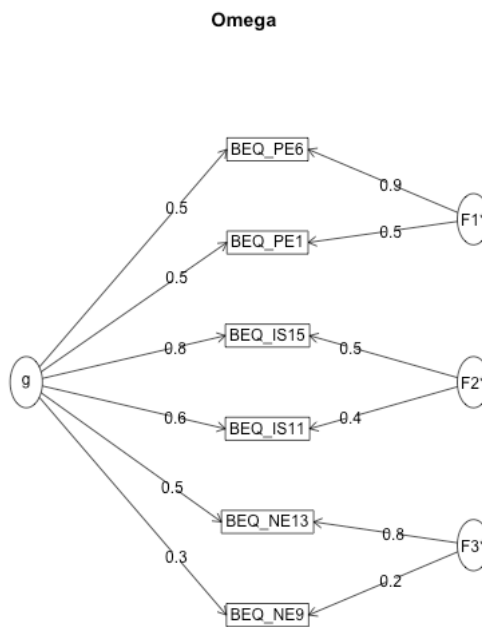 Omega
BEQ_PE6
0.9
0.5
F1*
BEQ_PE1
0.5
0.5
BEQ_IS15
0.8
0.5
g
F2*
0.6
0.4
BEQ_IS11
0.5
BEQ_NE13
0.8
F3*
0.3
0.2
BEQ_NE9